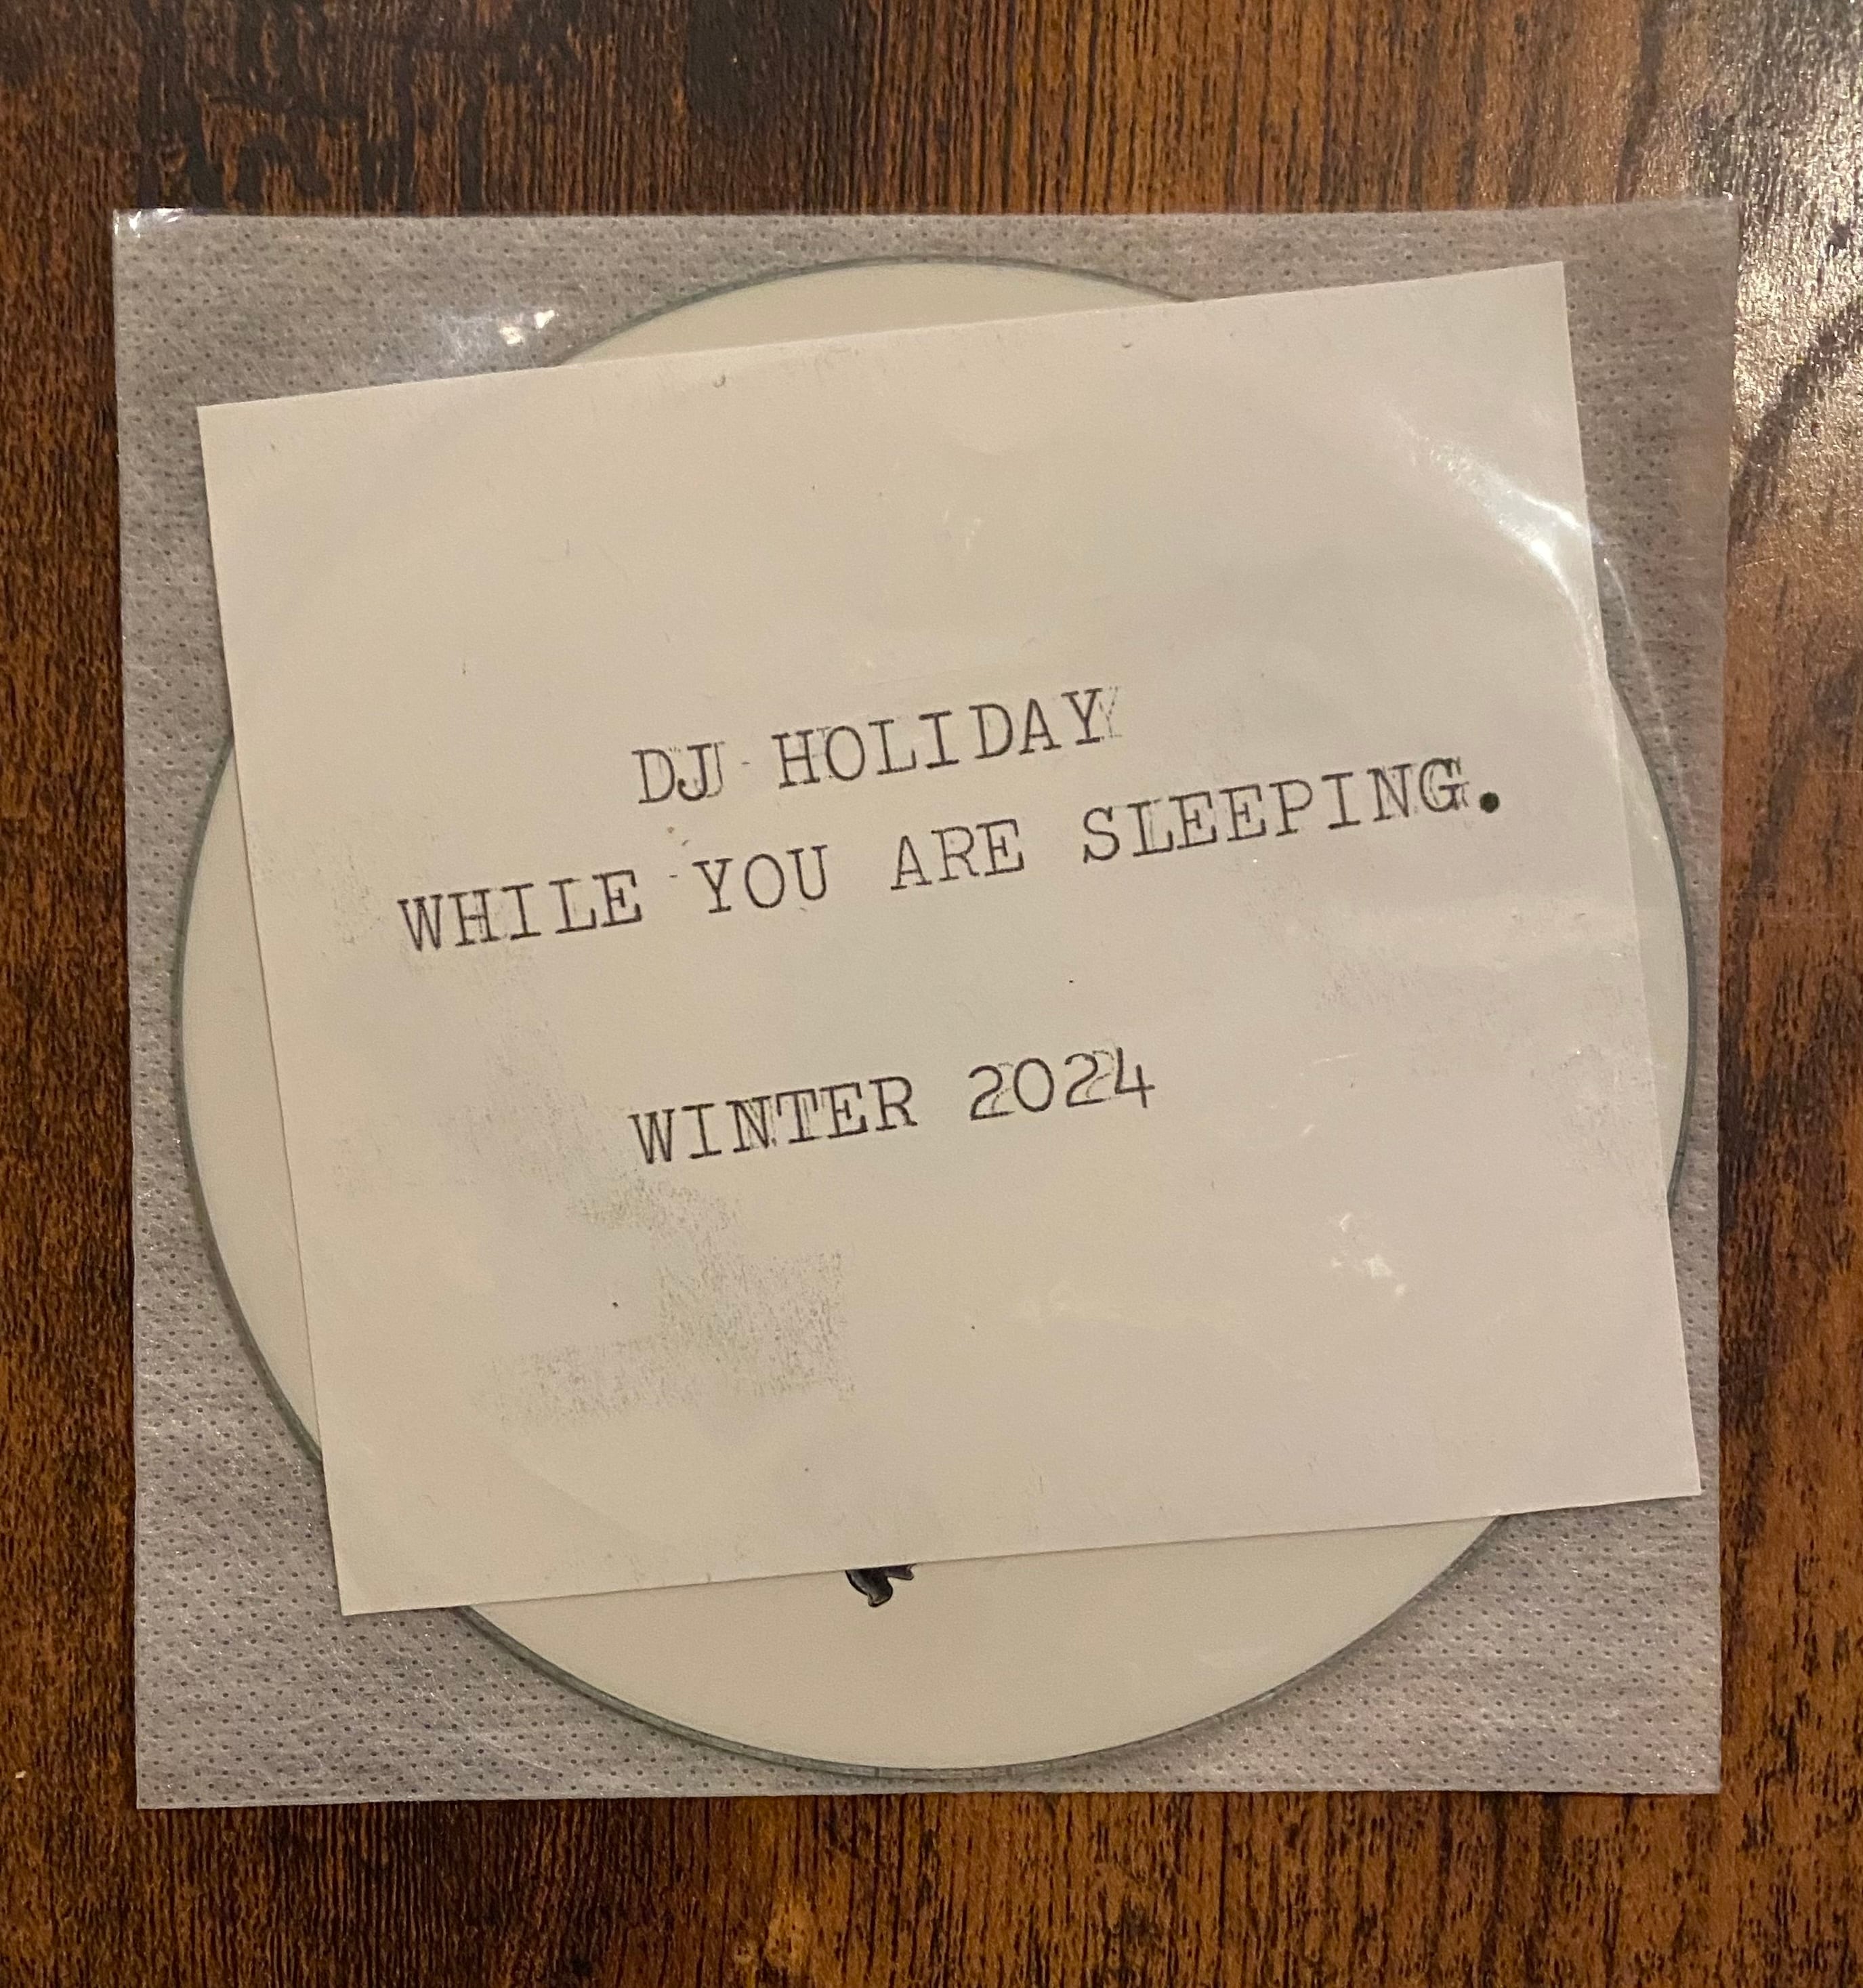 DJ HOLIDAY
WHILE YOU ARE SLEEPING.
WINTER 2024